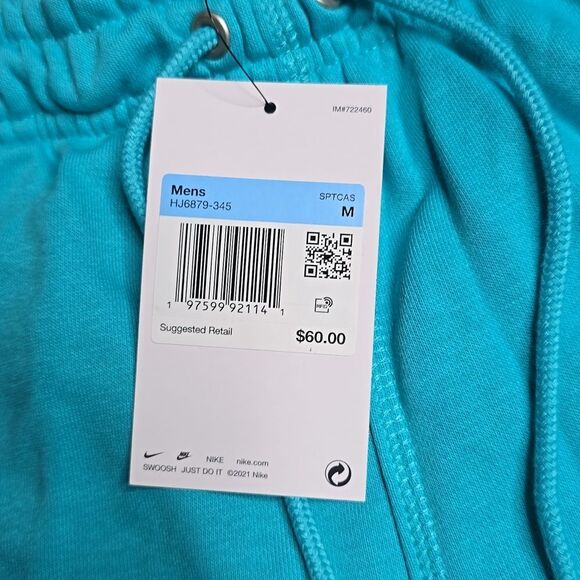 IM#722460
Mens SPTCAS
HJ6879-345 M
1 97599 92114 1
RFID
Suggested Retail $60.00
NIKE nike.com
SWOOSH JUST DO IT ©2021 Nike